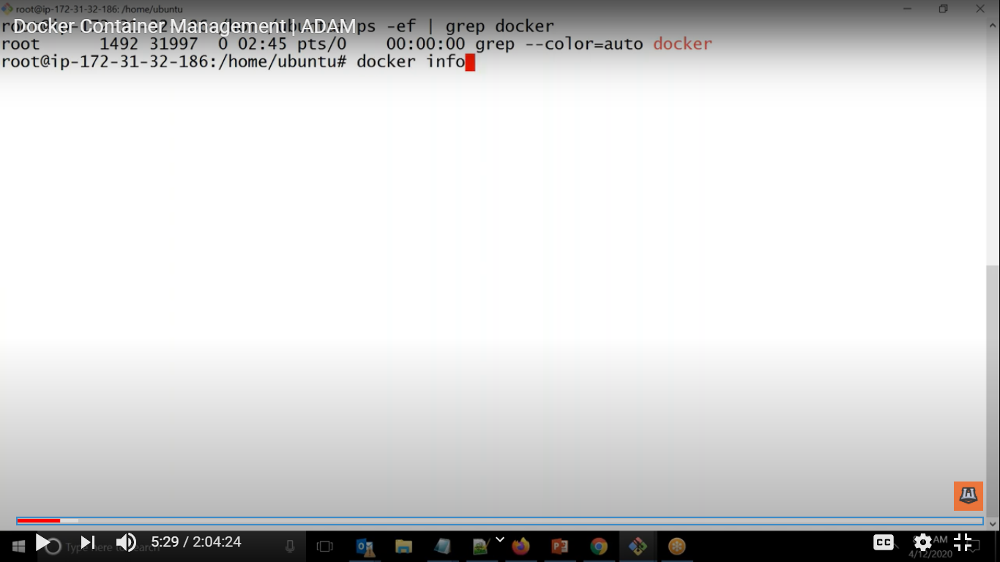 root@ip-172-31-32-186: /home/ubuntu
Docker Container Management | ADAM
ps -ef | grep docker
root 1492 31997 0 02:45 pts/0 00:00:00 grep --color=auto docker
root@ip-172-31-32-186:/home/ubuntu# docker info
5:29 / 2:04:24
Type here to search
CC
AM
4/12/2020